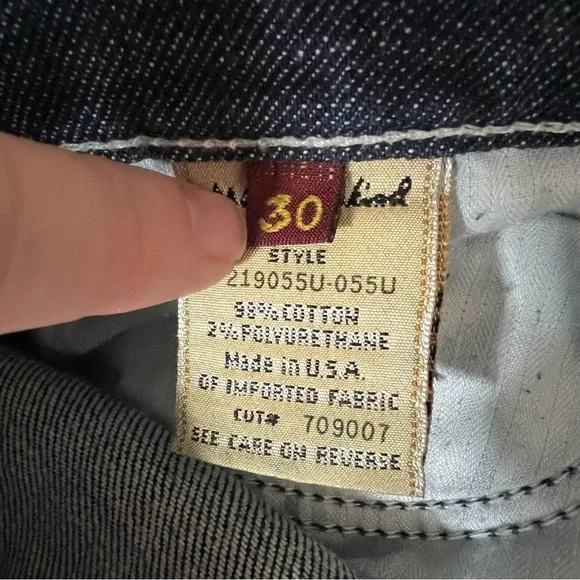 30
STYLE
219055U-055U
98% COTTON
2% POLYURETHANE
Made in U.S.A.
OF IMPORTED FABRIC
CUT# 709007
SEE CARE ON REVERSE